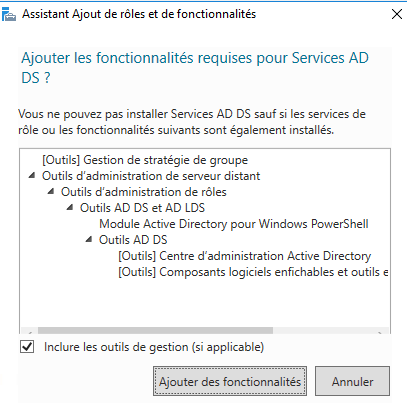 Assistant Ajout de rôles et de fonctionnalités
Ajouter les fonctionnalités requises pour Services AD
DS ?
Vous ne pouvez pas installer Services AD DS sauf si les services de
rôle ou les fonctionnalités suivants sont également installés.
[Outils] Gestion de stratégie de groupe
Outils d'administration de serveur distant
Outils d'administration de rôles
Outils AD DS et AD LDS
Module Active Directory pour Windows PowerShell
Outils AD DS
[Outils] Centre d'administration Active Directory
[Outils] Composants logiciels enfichables et outils e
Inclure les outils de gestion (si applicable)
Ajouter des fonctionnalités
Annuler